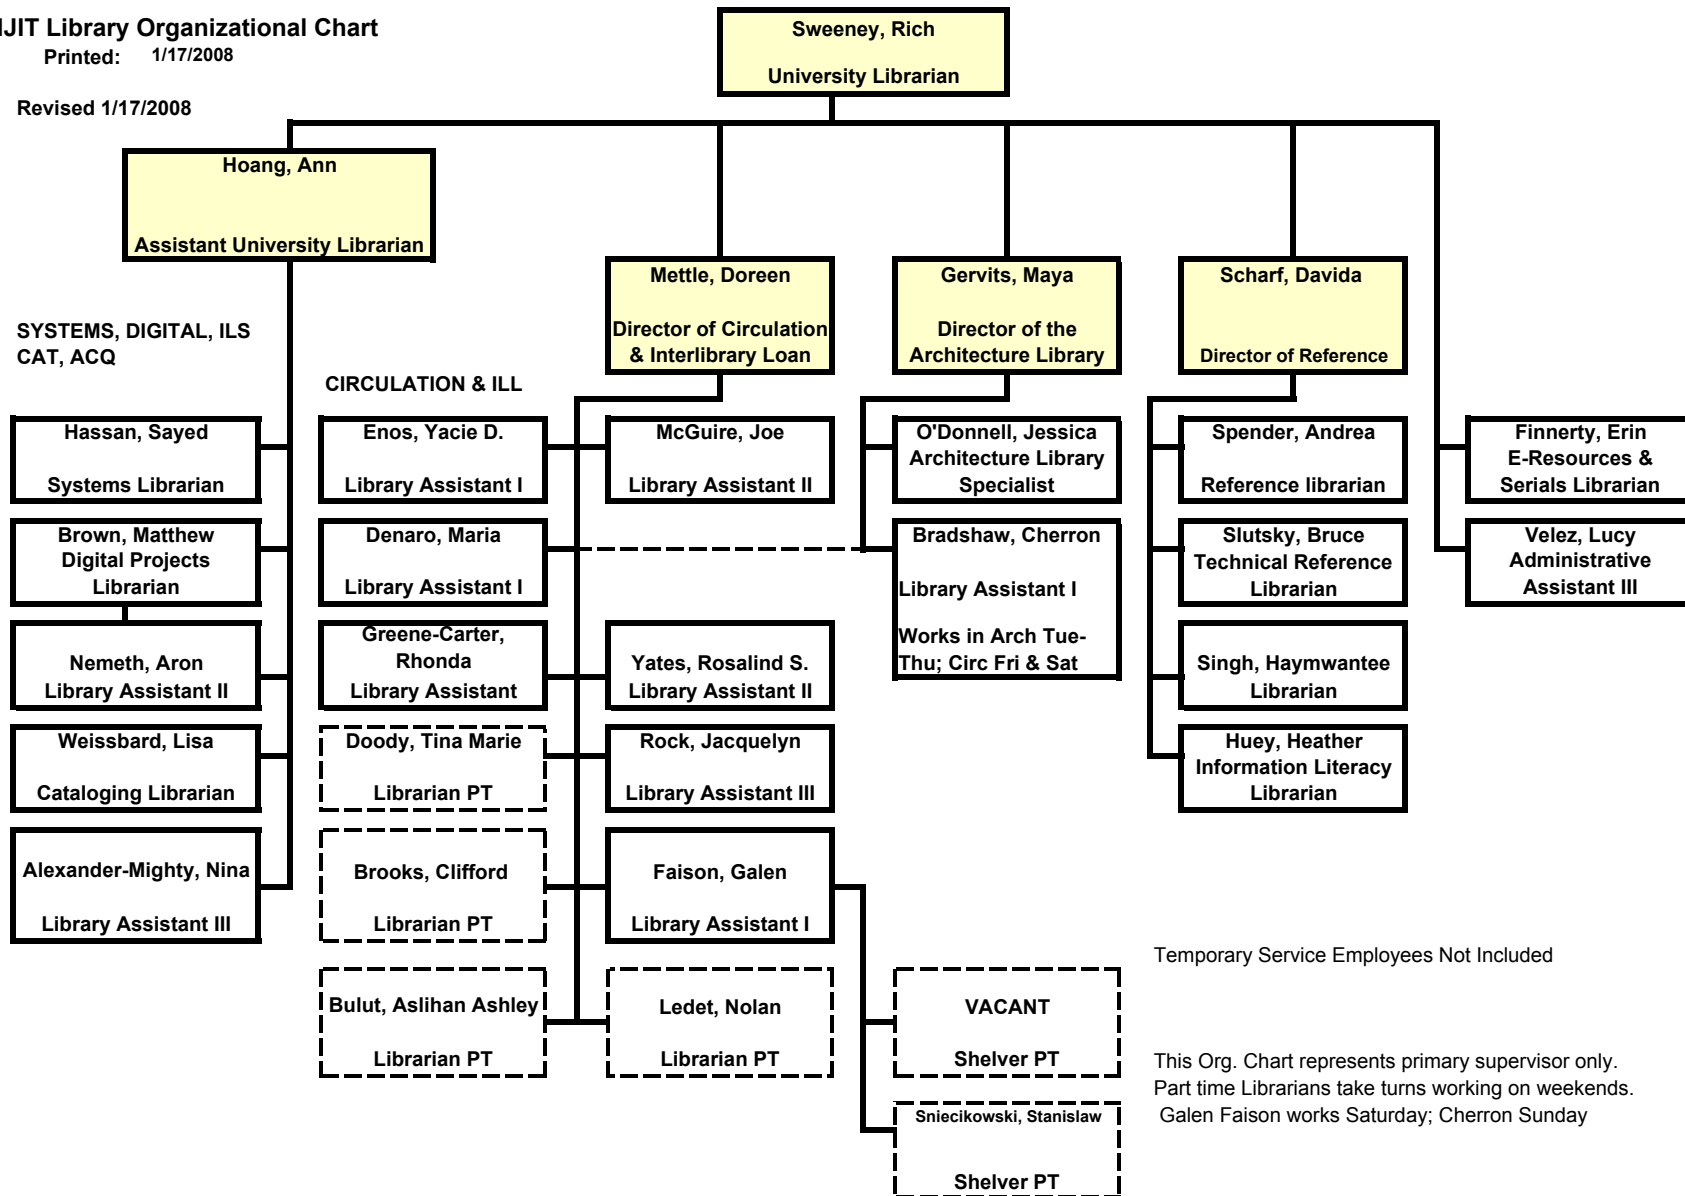 NJIT Library Organizational Chart
Printed: 1/17/2008
Revised 1/17/2008
Sweeney, Rich
University Librarian
Hoang, Ann
Assistant University Librarian
Mettle, Doreen
Director of Circulation
& Interlibrary Loan
Gervits, Maya
Director of the
Architecture Library
Scharf, Davida
Director of Reference
SYSTEMS, DIGITAL, ILS
CAT, ACQ
CIRCULATION & ILL
Hassan, Sayed
Systems Librarian
Enos, Yacie D.
Library Assistant I
McGuire, Joe
Library Assistant II
O'Donnell, Jessica
Architecture Library
Specialist
Spender, Andrea
Reference librarian
Finnerty, Erin
E-Resources &
Serials Librarian
Brown, Matthew
Digital Projects
Librarian
Denaro, Maria
Library Assistant I
Bradshaw, Cherron
Library Assistant I
Works in Arch Tue-
Thu; Circ Fri & Sat
Slutsky, Bruce
Technical Reference
Librarian
Velez, Lucy
Administrative
Assistant III
Nemeth, Aron
Library Assistant II
Greene-Carter,
Rhonda
Library Assistant
Yates, Rosalind S.
Library Assistant II
Singh, Haymwantee
Librarian
Weissbard, Lisa
Cataloging Librarian
Doody, Tina Marie
Librarian PT
Rock, Jacquelyn
Library Assistant III
Huey, Heather
Information Literacy
Librarian
Alexander-Mighty, Nina
Library Assistant III
Brooks, Clifford
Librarian PT
Faison, Galen
Library Assistant I
Bulut, Aslihan Ashley
Librarian PT
Ledet, Nolan
Librarian PT
VACANT
Shelver PT
Sniecikowski, Stanislaw
Shelver PT
Temporary Service Employees Not Included
This Org. Chart represents primary supervisor only.
Part time Librarians take turns working on weekends.
Galen Faison works Saturday; Cherron Sunday